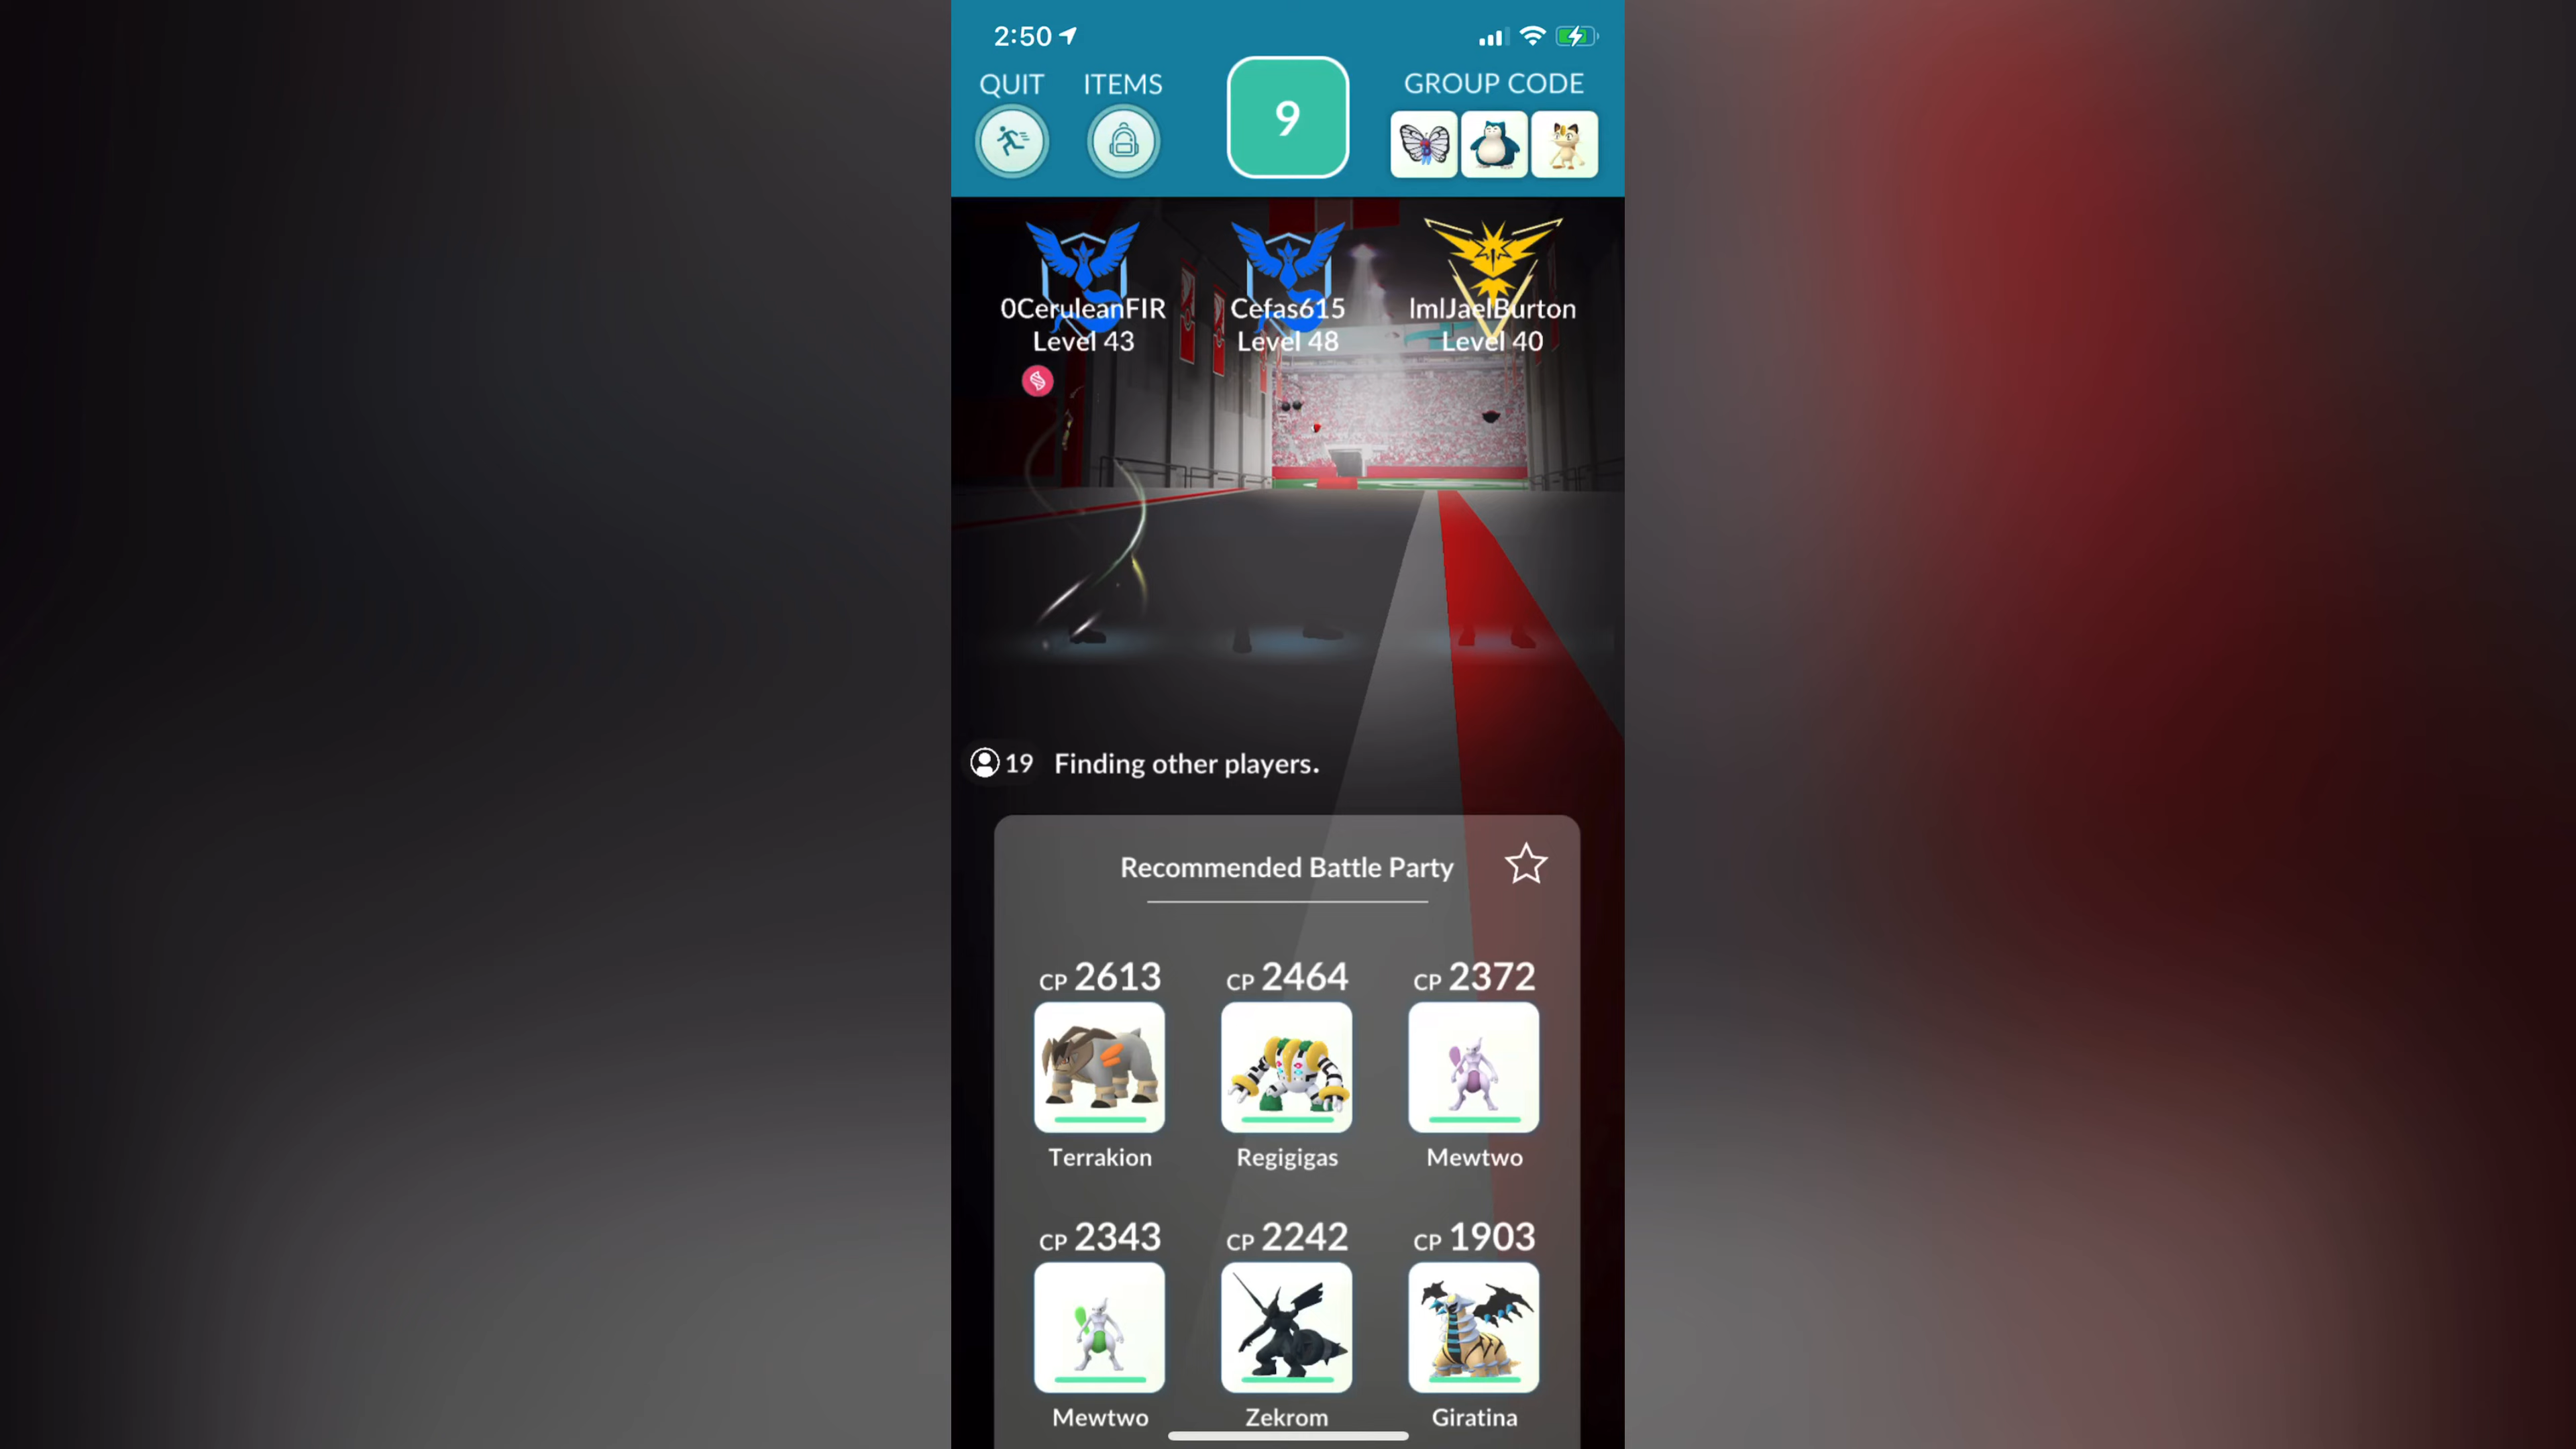 2:50
QUIT ITEMS 9 GROUP CODE
0CeruleanFIR Cefas615 lmlJaelBurton
Level 43 Level 48 Level 40
19 Finding other players.
Recommended Battle Party
CP 2613 CP 2464 CP 2372
Terrakion Regigigas Mewtwo
CP 2343 CP 2242 CP 1903
Mewtwo Zekrom Giratina